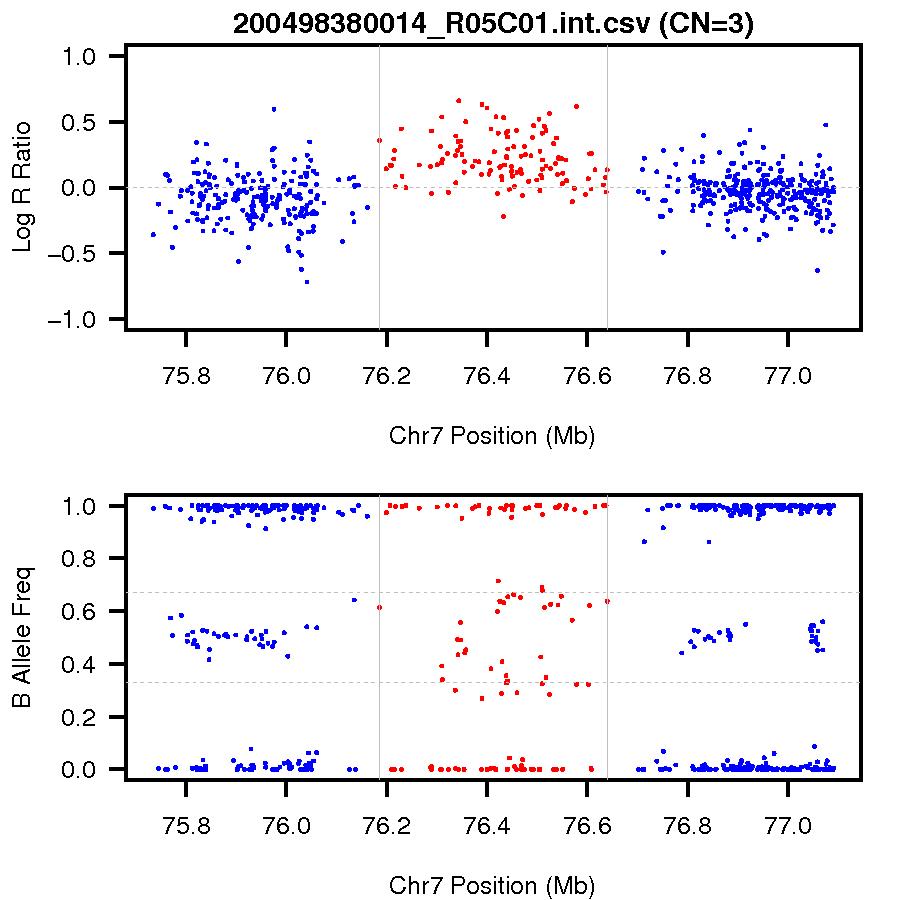 200498380014_R05C01.int.csv (CN=3)
1.0
0.5
0.0
−0.5
−1.0
Log R Ratio
75.8 76.0 76.2 76.4 76.6 76.8 77.0
Chr7 Position (Mb)
1.0
0.8
0.6
0.4
0.2
0.0
B Allele Freq
75.8 76.0 76.2 76.4 76.6 76.8 77.0
Chr7 Position (Mb)